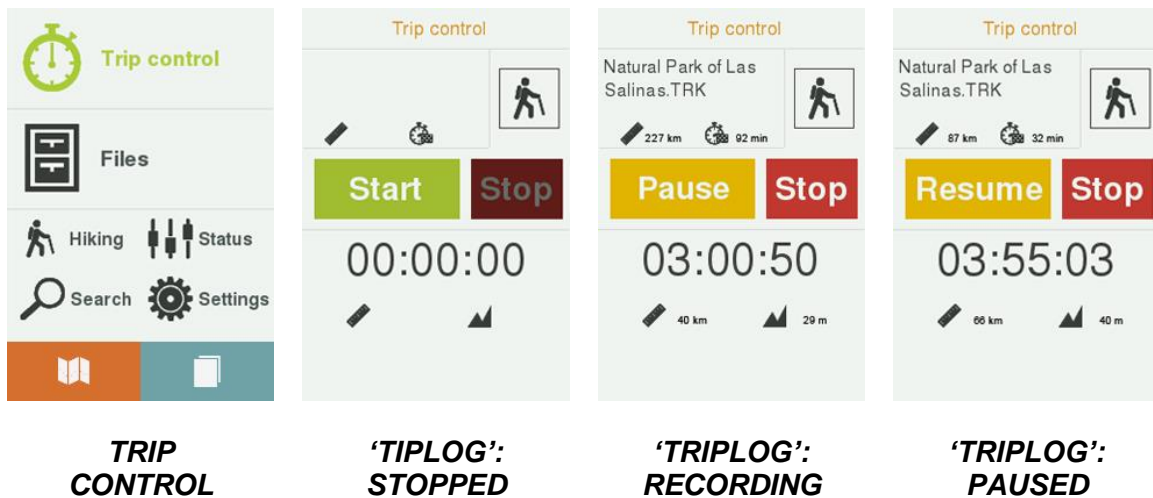 Trip control
Files
Hiking
Status
Search
Settings
TRIP
CONTROL
Trip control
Start
Stop
00:00:00
‘TIPLOG’:
STOPPED
Trip control
Natural Park of Las
Salinas.TRK
227 km
92 min
Pause
Stop
03:00:50
40 km
29 m
‘TRIPLOG’:
RECORDING
Trip control
Natural Park of Las
Salinas.TRK
87 km
32 min
Resume
Stop
03:55:03
66 km
40 m
‘TRIPLOG’:
PAUSED